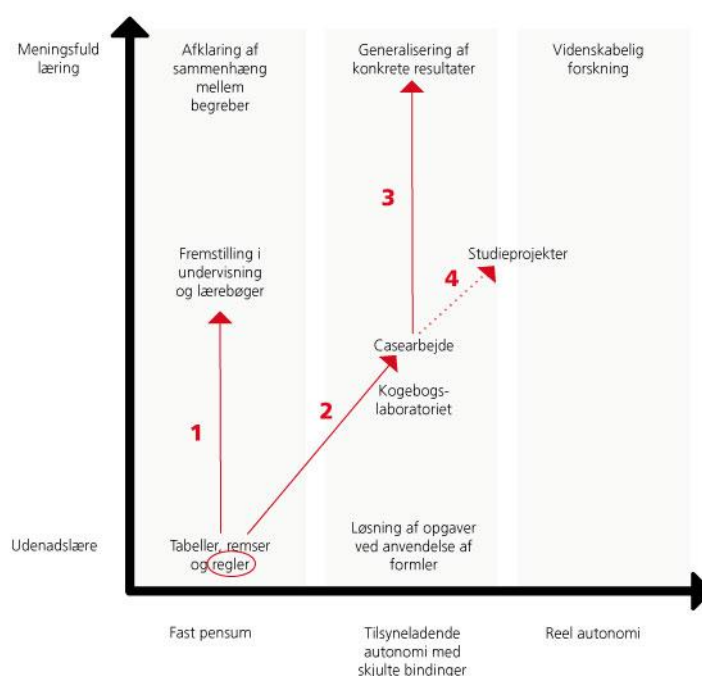 Meningsfuld
læring
Afklaring af
sammenhæng
mellem
begreber
Generalisering af
konkrete resultater
Videnskabelig
forskning
3
Fremstilling i
undervisning
og lærebøger
Studieprojekter
4
Casearbejde
Kogebogs-
laboratoriet
1
2
Udenadslære
Tabeller, remser
og regler
Løsning af opgaver
ved anvendelse af
formler
Fast pensum
Tilsyneladende
autonomi med
skjulte bindinger
Reel autonomi